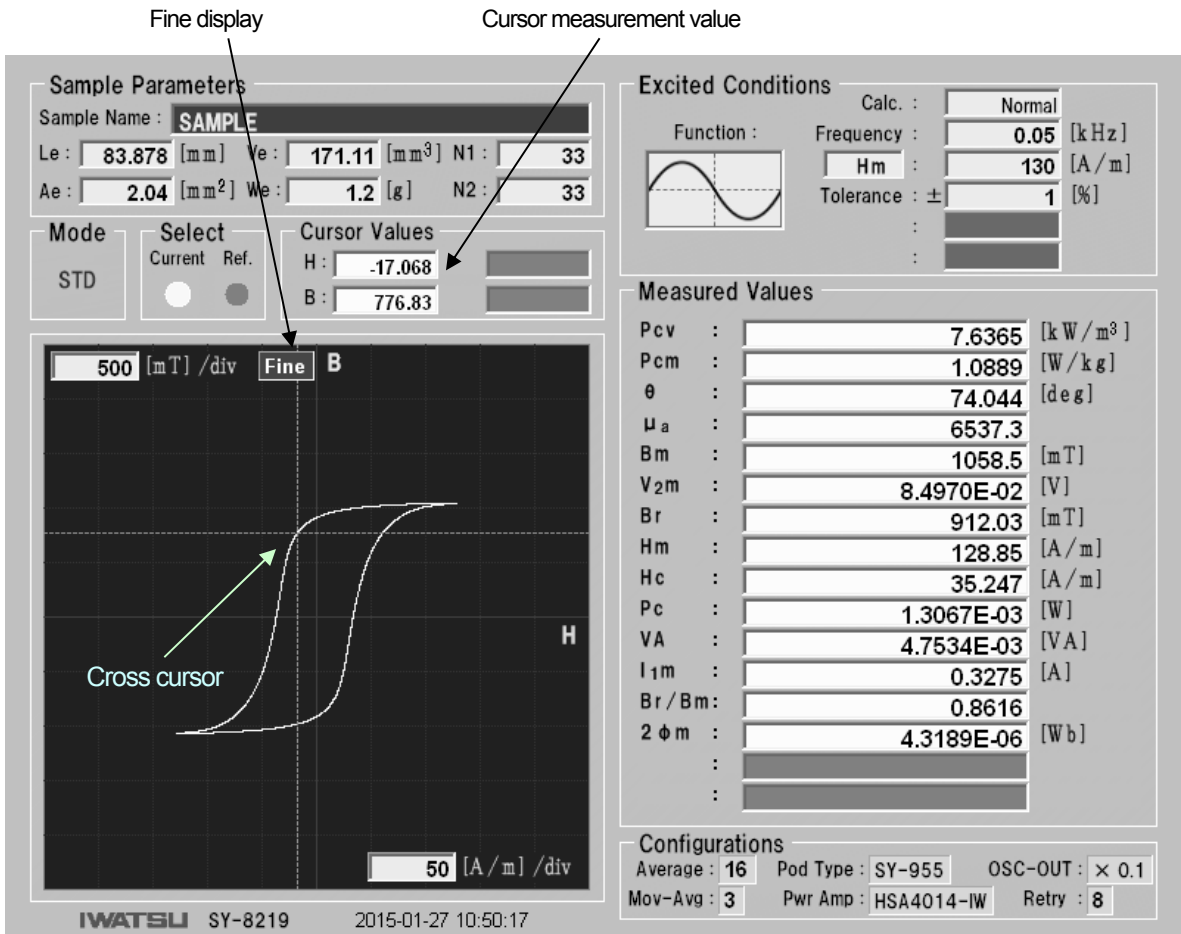 Fine display
Cursor measurement value
Sample Parameters
Sample Name : SAMPLE
Le : 83.878 [mm] Ve : 171.11 [mm³] N1 : 33
Ae : 2.04 [mm²] We : 1.2 [g] N2 : 33
Mode
STD
Select
Current Ref.
Cursor Values
H : -17.068
B : 776.83
500 [mT] /div Fine B
H
Cross cursor
50 [A/m] /div
IWATSU SY-8219 2015-01-27 10:50:17
Excited Conditions
Calc. : Normal
Function :
Frequency : 0.05 [kHz]
Hm : 130 [A/m]
Tolerance : ± 1 [%]
:
:
Measured Values
Pcv : 7.6365 [kW/m³]
Pcm : 1.0889 [W/kg]
θ : 74.044 [deg]
μa : 6537.3
Bm : 1058.5 [mT]
V2m : 8.4970E-02 [V]
Br : 912.03 [mT]
Hm : 128.85 [A/m]
Hc : 35.247 [A/m]
Pc : 1.3067E-03 [W]
VA : 4.7534E-03 [VA]
I1m : 0.3275 [A]
Br/Bm: 0.8616
2φm : 4.3189E-06 [Wb]
:
:
Configurations
Average : 16 Pod Type : SY-955 OSC-OUT : × 0.1
Mov-Avg : 3 Pwr Amp : HSA4014-IW Retry : 8